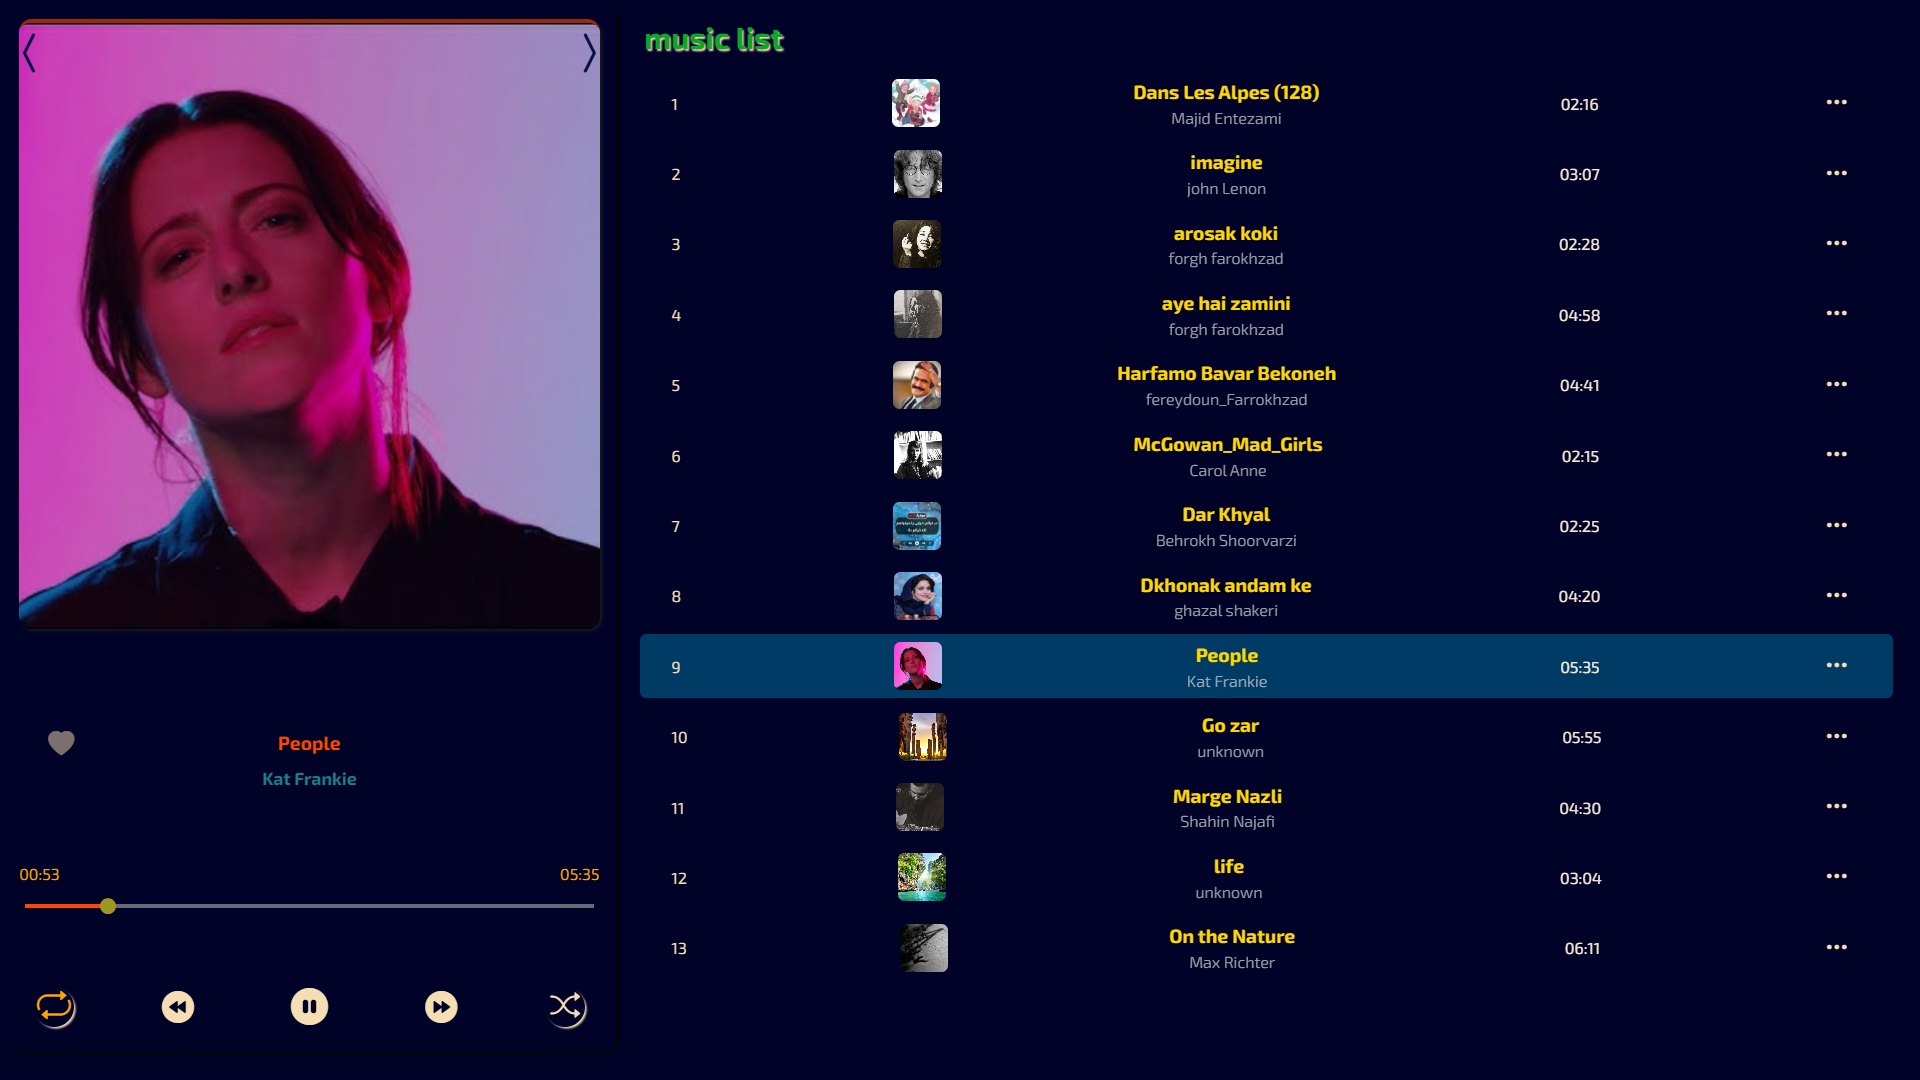 music list
People
Kat Frankie
00:53
05:35
1
Dans Les Alpes (128)
Majid Entezami
02:16
2
imagine
john Lenon
03:07
3
arosak koki
forgh farokhzad
02:28
4
aye hai zamini
forgh farokhzad
04:58
5
Harfamo Bavar Bekoneh
fereydoun_Farrokhzad
04:41
6
McGowan_Mad_Girls
Carol Anne
02:15
7
Dar Khyal
Behrokh Shoorvarzi
02:25
8
Dkhonak andam ke
ghazal shakeri
04:20
9
People
Kat Frankie
05:35
10
Go zar
unknown
05:55
11
Marge Nazli
Shahin Najafi
04:30
12
life
unknown
03:04
13
On the Nature
Max Richter
06:11